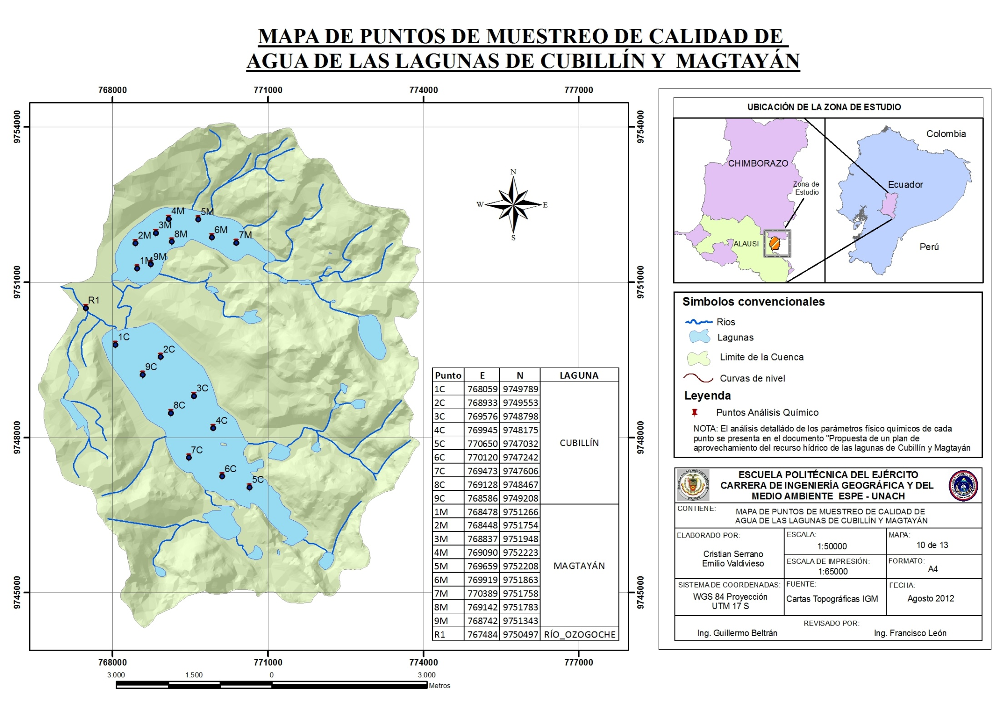 MAPA DE PUNTOS DE MUESTREO DE CALIDAD DE
AGUA DE LAS LAGUNAS DE CUBILLÍN Y MAGTAYÁN
768000 771000 774000 777000
9754000
9751000
9748000
9745000
9754000
9751000
9748000
9745000
N
W E
S
4M
5M
3M
2M
8M
6M
7M
1M
9M
R1
1C
2C
9C
3C
8C
4C
7C
6C
5C
Punto E N LAGUNA
1C 768059 9749789
2C 768933 9749553
3C 769576 9748798
4C 769945 9748175
5C 770650 9747032
6C 770120 9747242
7C 769473 9747606
8C 769128 9748467
9C 768586 9749208
CUBILLÍN
1M 768478 9751266
2M 768448 9751754
3M 768837 9751948
4M 769090 9752223
5M 769659 9752208
6M 769919 9751863
7M 770389 9751758
8M 769142 9751783
9M 768742 9751343
MAGTAYÁN
R1 767484 9750497 RÍO_OZOGOCHE
768000 771000 774000 777000
3.000 1.500 0 3.000
Metros
UBICACIÓN DE LA ZONA DE ESTUDIO
CHIMBORAZO
Zona de
Estudio
ALAUSI
Colombia
Ecuador
Perú
Simbolos convencionales
Rios
Lagunas
Limite de la Cuenca
Curvas de nivel
Leyenda
Puntos Análisis Químico
NOTA: El análisis detalládo de los parámetros físico químicos de cada
punto se presenta en el documento "Propuesta de un plan de
aprovechamiento del recurso hídrico de las lagunas de Cubillín y Magtayán
ESCUELA POLITÉCNICA DEL EJÉRCITO
CARRERA DE INGENIERÍA GEOGRÁFICA Y DEL
MEDIO AMBIENTE ESPE - UNACH
CONTIENE:
MAPA DE PUNTOS DE MUESTREO DE CALIDAD DE
AGUA DE LAS LAGUNAS DE CUBILLÍN Y MAGTAYÁN
ELABORADO POR:
Cristian Serrano
Emilio Valdivieso
ESCALA:
1:50000
MAPA:
10 de 13
ESCALA DE IMPRESIÓN:
1:65000
FORMATO:
A4
SISTEMA DE COORDENADAS:
WGS 84 Proyección
UTM 17 S
FUENTE:
Cartas Topográficas IGM
FECHA:
Agosto 2012
REVISADO POR:
Ing. Guillermo Beltrán Ing. Francisco León